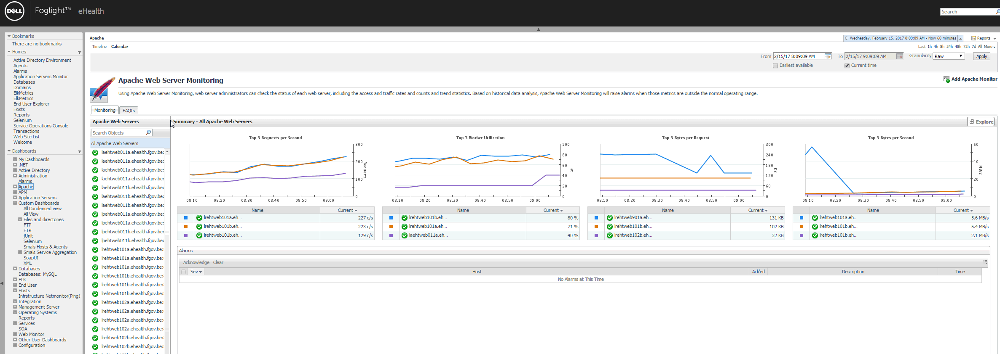 DELL
Foglight™ eHealth
Search
Bookmarks
There are no bookmarks
Homes
Active Directory Environment
Agents
Alarms
Application Servers Monitor
Databases
Domains
ElkMetrics
ElkMetrics
End User Explorer
Hosts
Reports
Selenium
Service Operations Console
Transactions
Web Site List
Welcome
Dashboards
My Dashboards
.NET
Active Directory
Administration
Alarms
Apache
APM
Application Servers
Custom Dashboards
All Condensed view
All View
Files and directories
FTP
FTR
jUnit
Selenium
Smals Hosts & Agents
Smals Service Aggregation
SoapUI
XML
Databases
Databases: MySQL
ELK
End User
Hosts
Infrstructure Netmonitor(Ping)
Integration
Management Server
Operating Systems
Reports
Services
SOA
Web Monitor
Other User Dashboards
Configuration
Apache
Wednesday, February 15, 2017 8:09:09 AM - Now 60 minutes
Reports
Timeline | Calendar
Last 1h 4h 8h 24h 48h 72h 7d All More
From 2/15/17 8:09:09 AM To 2/15/17 9:09:09 AM Granularity Raw Apply
Earliest available Current time
Apache Web Server Monitoring
Add Apache Monitor
Using Apache Web Server Monitoring, web server administrators can check the status of each web server, including the access and traffic rates and counts and trend statistics. Based on historical data analysis, Apache Web Server Monitoring will raise alarms when those metrics are outside the normal operating range.
Monitoring FAQts
Apache Web Servers
Search Objects
All Apache Web Servers
laehtweb011a.ehealth.fgov.be:
laehtweb011a.ehealth.fgov.be:
laehtweb011a.ehealth.fgov.be:
laehtweb011a.ehealth.fgov.be:
laehtweb011b.ehealth.fgov.be:
laehtweb011b.ehealth.fgov.be:
laehtweb011b.ehealth.fgov.be:
lpehtweb011a.ehealth.fgov.be:
lpehtweb011a.ehealth.fgov.be:
lpehtweb011b.ehealth.fgov.be:
lpehtweb011b.ehealth.fgov.be:
lrehtweb101a.ehealth.fgov.be:
lrehtweb101a.ehealth.fgov.be:
lrehtweb101a.ehealth.fgov.be:
lrehtweb101b.ehealth.fgov.be:
lrehtweb101b.ehealth.fgov.be:
lrehtweb101b.ehealth.fgov.be:
lrehtweb102a.ehealth.fgov.be:
lrehtweb102a.ehealth.fgov.be:
lrehtweb102a.ehealth.fgov.be:
lrehtweb102a.ehealth.fgov.be:
lrehtweb102b.ehealth.fgov.be:
lrehtweb102b.ehealth.fgov.be:
Summary - All Apache Web Servers
Explore
Top 3 Requests per Second
300
200
100
0
Requests
08:10 08:20 08:30 08:40 08:50 09:00
Name Current
lrehtweb101a.eh... 227 c/s
lrehtweb101b.eh... 223 c/s
lrehtweb101b.eh... 129 c/s
Top 3 Worker Utilization
100
80
60
40
20
0
%
08:10 08:20 08:30 08:40 08:50 09:00
Name Current
lrehtweb101b.eh... 80 %
lrehtweb101a.eh... 71 %
laehtweb011a.eh... 40 %
Top 3 Bytes per Request
300
240
180
120
60
0
KB
08:10 08:20 08:30 08:40 08:50 09:00
Name Current
lrehtweb901a.eh... 131 KB
lrehtweb101b.eh... 102 KB
lrehtweb102b.eh... 32 KB
Top 3 Bytes per Second
60
40
20
0
MB/s
08:10 08:20 08:30 08:40 08:50 09:00
Name Current
lrehtweb101a.eh... 5.6 MB/s
lrehtweb101b.eh... 5.4 MB/s
lrehtweb101b.eh... 2.1 MB/s
Alarms
Acknowledge Clear
Sev Host Ack'ed Description Time
No Alarms at This Time